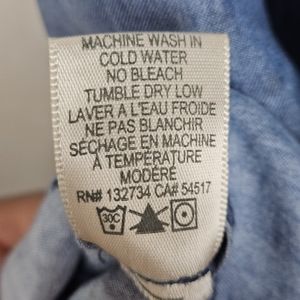 MACHINE WASH IN
COLD WATER
NO BLEACH
TUMBLE DRY LOW
LAVER A L'EAU FROIDE
NE PAS BLANCHIR
SÉCHAGE EN MACHINE
À TEMPÉRATURE
MODÉRÉ
RN# 132734 CA# 54517
30C